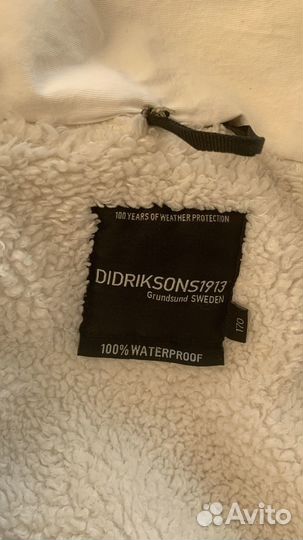 100 YEARS OF WEATHER PROTECTION
DIDRIKSONS1913
Grundsund SWEDEN
170
100% WATERPROOF
Avito